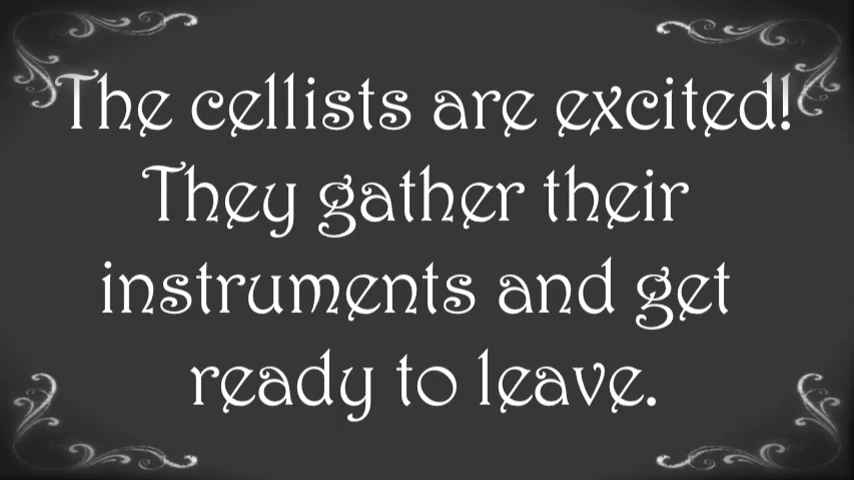 The cellists are excited!
They gather their
instruments and get
ready to leave.